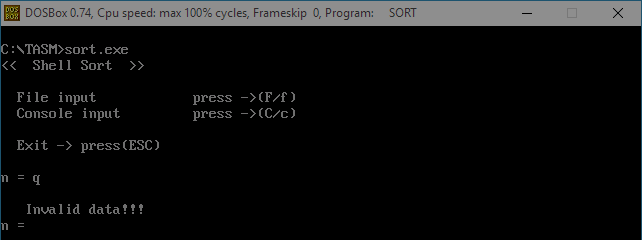 DOSBox 0.74, Cpu speed: max 100% cycles, Frameskip 0, Program: SORT
C:\TASM>sort.exe
<< Shell Sort >>
File input press ->(F/f)
Console input press ->(C/c)
Exit -> press(ESC)
n = q
Invalid data!!!
n =